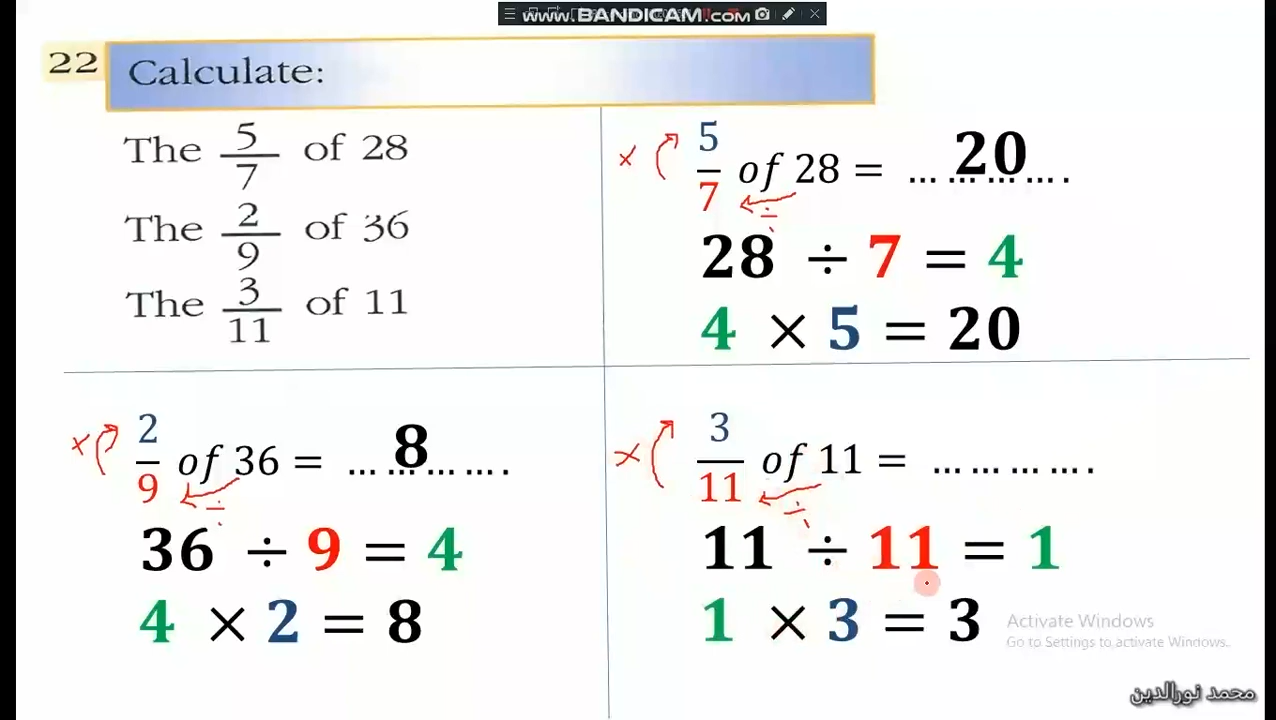 www.BANDICAM.com
22 Calculate:
The 5/7 of 28
The 2/9 of 36
The 3/11 of 11
× 5/7 of 28 = ... ... ... .... 20
÷
28 ÷ 7 = 4
4 × 5 = 20
× 2/9 of 36 = ... ... ... .... 8
÷
36 ÷ 9 = 4
4 × 2 = 8
× 3/11 of 11 = ... ... ... ....
÷
11 ÷ 11 = 1
1 × 3 = 3
Activate Windows
Go to Settings to activate Windows.
محمد نورالدين